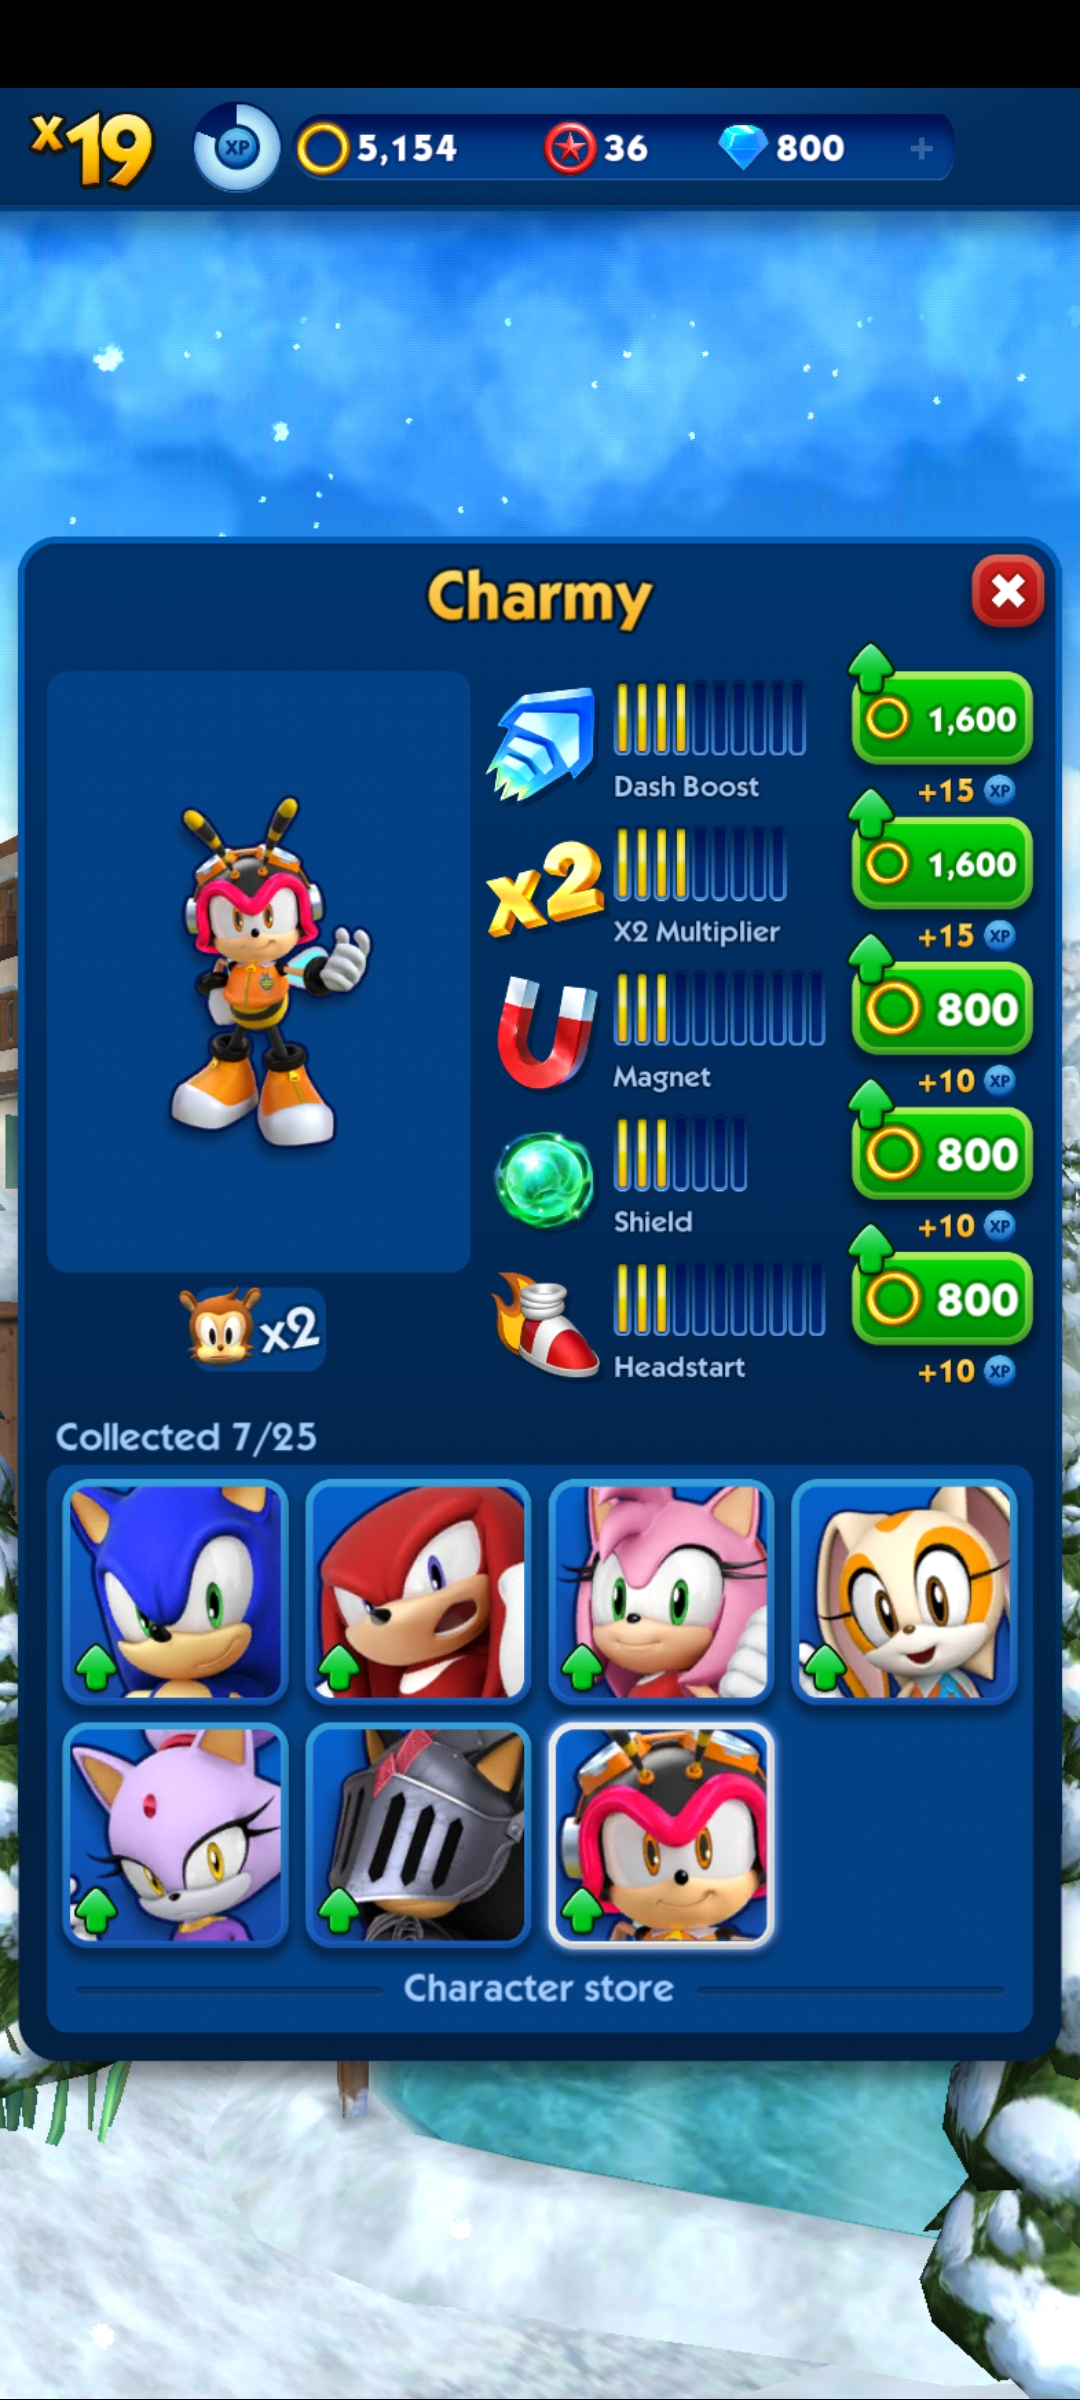 x19 XP 5,154 36 800 +
Charmy
1,600
Dash Boost
+15 XP
x2
1,600
X2 Multiplier
+15 XP
800
Magnet
+10 XP
800
Shield
+10 XP
x2
800
Headstart
+10 XP
Collected 7/25
Character store